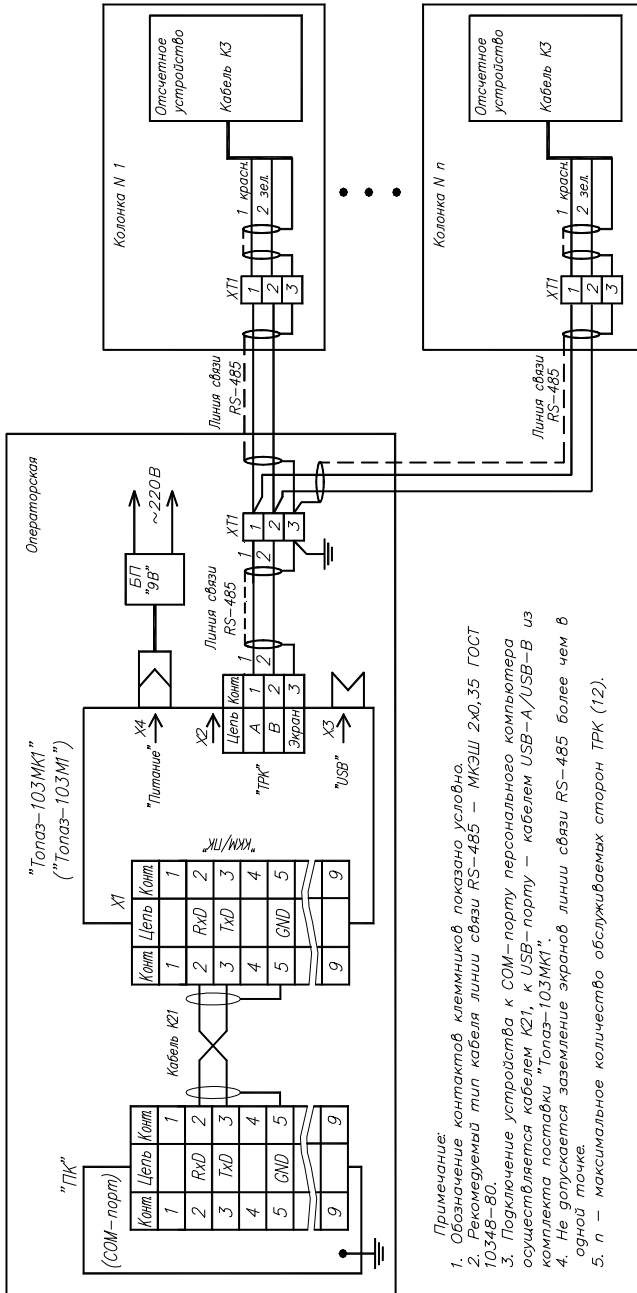 Операторская
"Топаз-103МК1"
("Топаз-103М1")
"ПК"
(COM-порт)
Конт. Цепь Конт.
1 1
2 RxD 2
3 TxD 3
4 4
5 GND 5
9 9
Кабель К21
X1
"ККМ/ПК"
Конт. Цепь Конт.
1 1
2 RxD 2
3 TxD 3
4 4
5 GND 5
9 9
X4
"Питание"
БП
"9В"
~220В
X2
"ТРК"
Цепь Конт.
A 1
B 2
Экран 3
X3
"USB"
1
2
Линия связи
RS-485
1
2
XT1
1
2
3
Линия связи
RS-485
Колонка N 1
XT1
1
2
3
1 красн.
2 зел.
Отсчетное
устройство
Кабель К3
Линия связи
RS-485
Колонка N n
XT1
1
2
3
1 красн.
2 зел.
Отсчетное
устройство
Кабель К3
Примечание:
1. Обозначение контактов клеммников показано условно.
2. Рекомедуемый тип кабеля линии связи RS-485 – МКЭШ 2х0,35 ГОСТ
10348-80.
3. Подключение устройства к COM-порту персонального компьютера
осуществляется кабелем К21, к USB-порту – кабелем USB-A/USB-B из
комплекта поставки "Топаз-103МК1".
4. Не допускается заземление экранов линии связи RS-485 более чем в
одной точке.
5. n – максимальное количество обслуживаемых сторон ТРК (12).